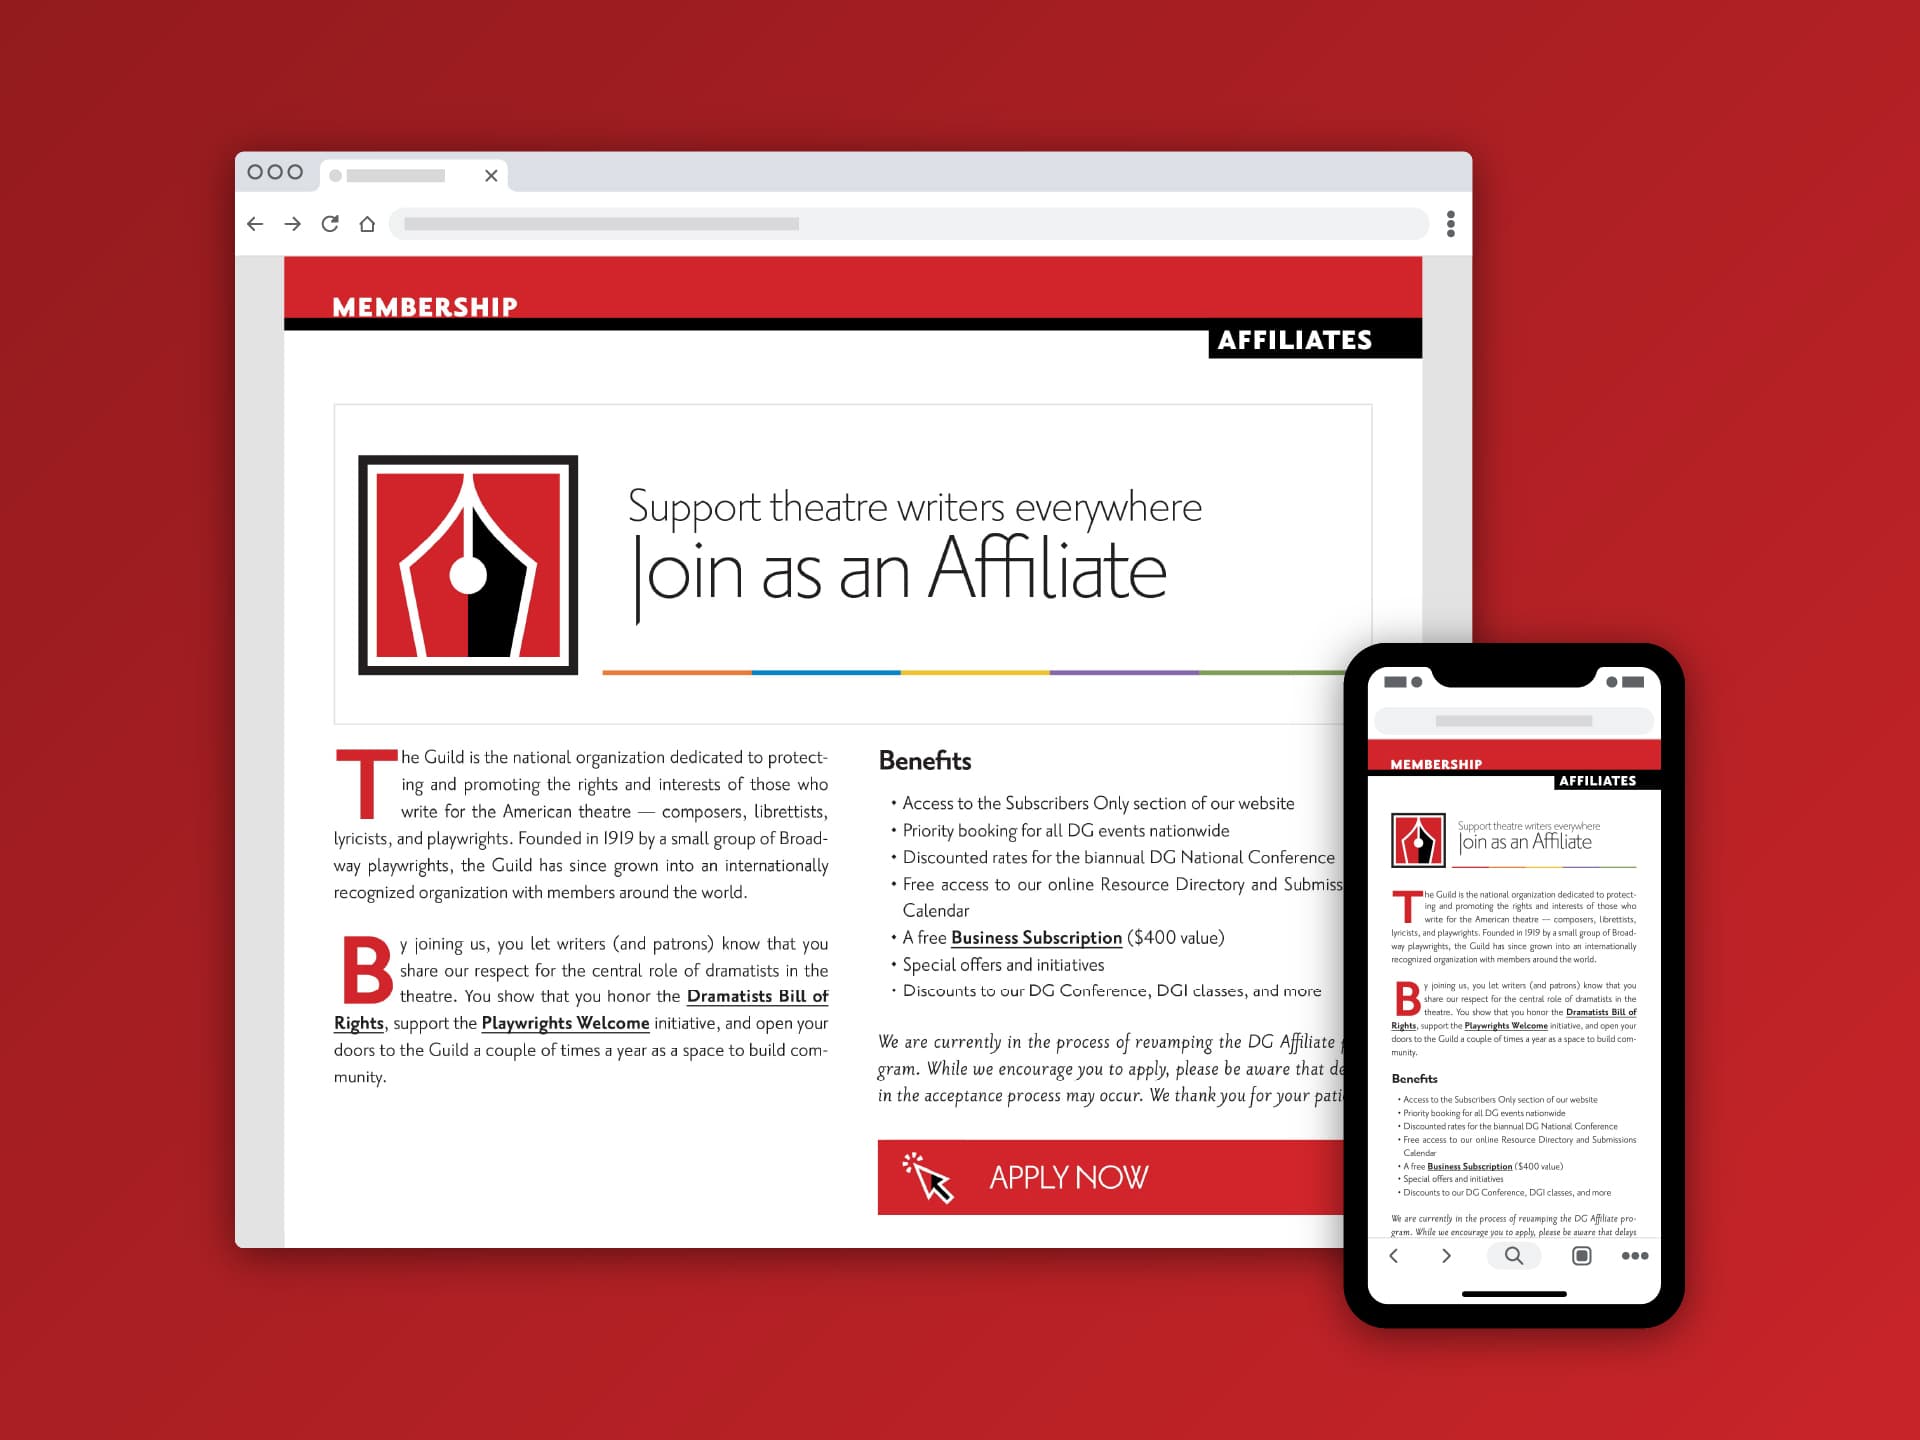 MEMBERSHIP
AFFILIATES
Support theatre writers everywhere
Join as an Affiliate
The Guild is the national organization dedicated to protect-
ing and promoting the rights and interests of those who
write for the American theatre — composers, librettists,
lyricists, and playwrights. Founded in 1919 by a small group of Broad-
way playwrights, the Guild has since grown into an internationally
recognized organization with members around the world.
By joining us, you let writers (and patrons) know that you
share our respect for the central role of dramatists in the
theatre. You show that you honor the Dramatists Bill of
Rights, support the Playwrights Welcome initiative, and open your
doors to the Guild a couple of times a year as a space to build com-
munity.
Benefits
• Access to the Subscribers Only section of our website
• Priority booking for all DG events nationwide
• Discounted rates for the biannual DG National Conference
• Free access to our online Resource Directory and Submiss
Calendar
• A free Business Subscription ($400 value)
• Special offers and initiatives
• Discounts to our DG Conference, DGI classes, and more
We are currently in the process of revamping the DG Affiliate
gram. While we encourage you to apply, please be aware that de
in the acceptance process may occur. We thank you for your pati
APPLY NOW
MEMBERSHIP
AFFILIATES
Support theatre writers everywhere
Join as an Affiliate
The Guild is the national organization dedicated to protect-
ing and promoting the rights and interests of those who
write for the American theatre — composers, librettists,
lyricists, and playwrights. Founded in 1919 by a small group of Broad-
way playwrights, the Guild has since grown into an internationally
recognized organization with members around the world.
By joining us, you let writers (and patrons) know that you
share our respect for the central role of dramatists in the
theatre. You show that you honor the Dramatists Bill of
Rights, support the Playwrights Welcome initiative, and open your
doors to the Guild a couple of times a year as a space to build com-
munity.
Benefits
• Access to the Subscribers Only section of our website
• Priority booking for all DG events nationwide
• Discounted rates for the biannual DG National Conference
• Free access to our online Resource Directory and Submissions
Calendar
• A free Business Subscription ($400 value)
• Special offers and initiatives
• Discounts to our DG Conference, DGI classes, and more
We are currently in the process of revamping the DG Affiliate pro-
gram. While we encourage you to apply, please be aware that delays